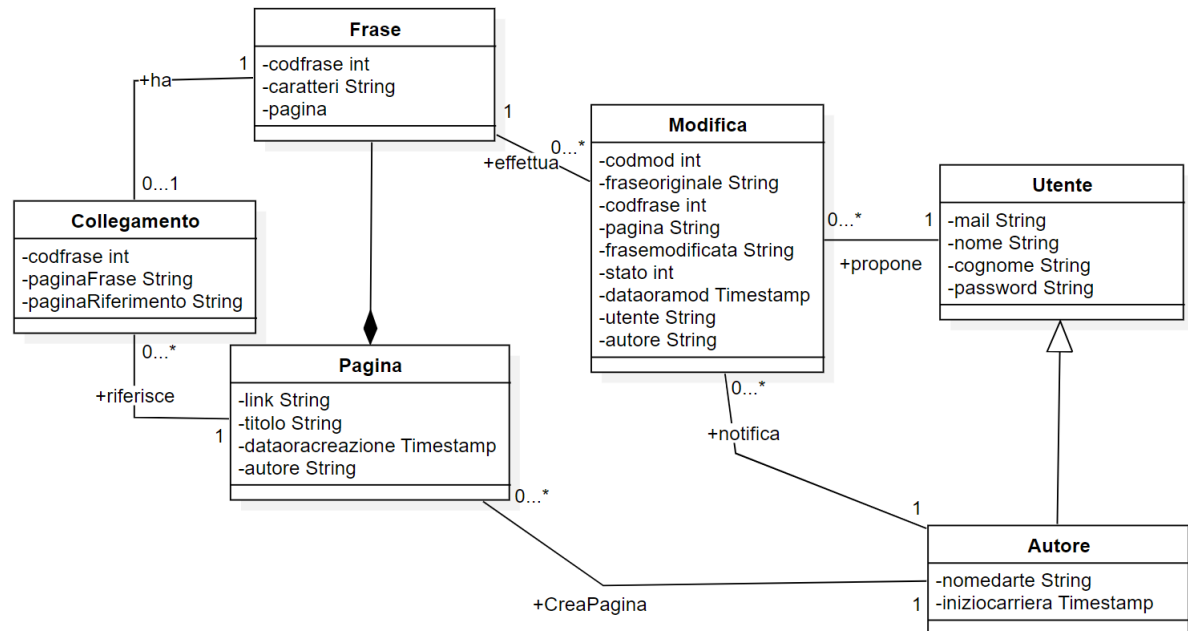 Frase
-codfrase int
-caratteri String
-pagina
1
+ha
0...1
1
+effettua
0...*
Modifica
-codmod int
-fraseoriginale String
-codfrase int
-pagina String
-frasemodificata String
-stato int
-dataoramod Timestamp
-utente String
-autore String
0...*
1
+propone
Utente
-mail String
-nome String
-cognome String
-password String
Collegamento
-codfrase int
-paginaFrase String
-paginaRiferimento String
0...*
+riferisce
1
Pagina
-link String
-titolo String
-dataoracreazione Timestamp
-autore String
0...*
+CreaPagina
1
0...*
+notifica
1
Autore
-nomedarte String
-iniziocarriera Timestamp